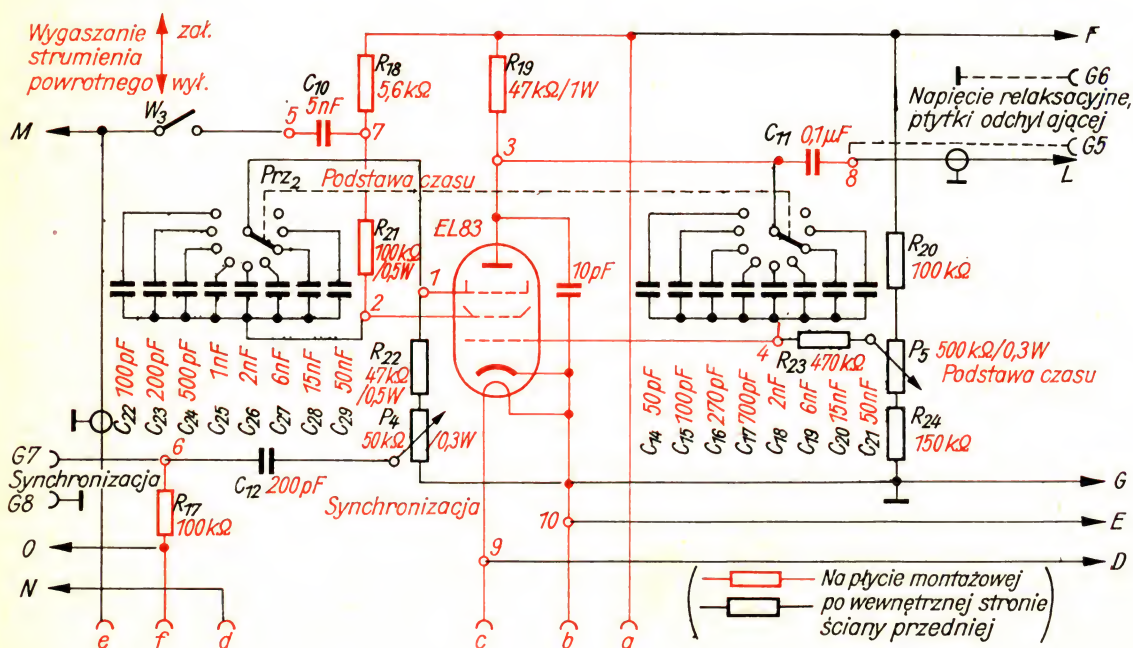 Wygaszanie
strumienia
powrotnego
zał.
wył.
M
W3
5
C10
5nF
7
R18
5,6kΩ
R19
47kΩ/1W
3
F
G6
Napięcie relaksacyjne,
płytki odchylającej
G5
C11 0,1µF
8
L
Prz2 Podstawa czasu
R21
100kΩ
/0,5W
EL83
1
2
10pF
R20
100kΩ
100pF
200pF
500pF
1nF
2nF
6nF
15nF
50nF
C22
C23
C24
C25
C26
C27
C28
C29
R22
47kΩ
/0,5W
P4
50kΩ
/0,3W
4
R23
470kΩ
P5
500kΩ/0,3W
Podstawa czasu
50pF
100pF
270pF
700pF
2nF
6nF
15nF
50nF
C14
C15
C16
C17
C18
C19
C20
C21
R24
150kΩ
G7
Synchronizacja
G8
6
C12
200pF
Synchronizacja
R17
100kΩ
G
10
E
9
D
O
N
e
f
d
c
b
a
Na płycie montażowej
po wewnętrznej stronie
ściany przedniej